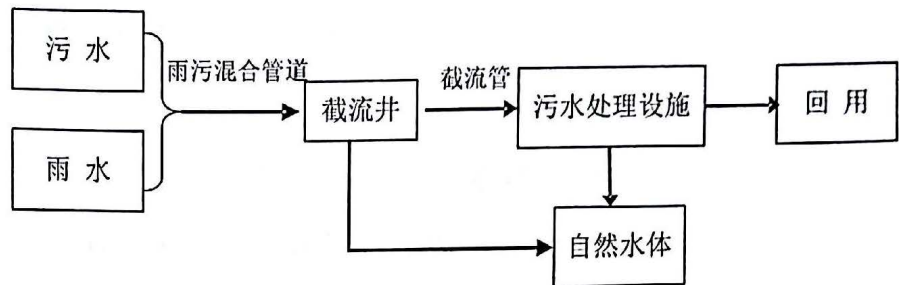 污水
雨污混合管道
雨水
截流井
截流管
污水处理设施
回用
自然水体